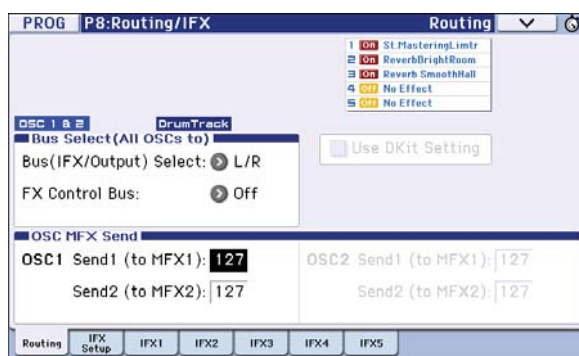 PROG P8:Routing/IFX Routing
1 On St.MasteringLimtr
2 On ReverbBrightRoom
3 On Reverb SmoothHall
4 Off No Effect
5 Off No Effect
OSC 1 & 2 DrumTrack
Bus Select(All OSCs to)
Bus(IFX/Output) Select: L/R
Use DKit Setting
FX Control Bus: Off
OSC MFX Send
OSC1 Send1 (to MFX1): 127 OSC2 Send1 (to MFX1): 127
Send2 (to MFX2): 127 Send2 (to MFX2): 127
Routing IFX Setup IFX1 IFX2 IFX3 IFX4 IFX5